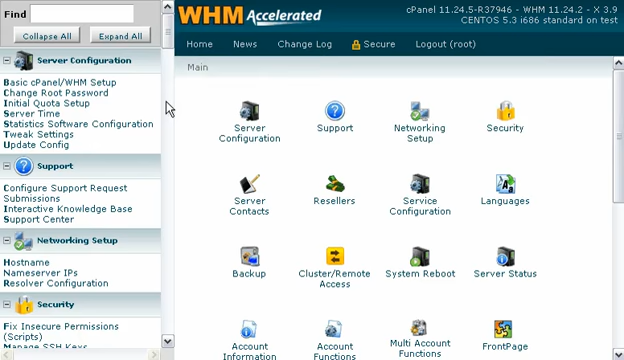 Find
Collapse All
Expand All
Server Configuration
Basic cPanel/WHM Setup
Change Root Password
Initial Quota Setup
Server Time
Statistics Software Configuration
Tweak Settings
Update Config
Support
Configure Support Request
Submissions
Interactive Knowledge Base
Support Center
Networking Setup
Hostname
Nameserver IPs
Resolver Configuration
Security
Fix Insecure Permissions
(Scripts)
Manage SSH Keys
WHM Accelerated
cPanel 11.24.5-R37946 - WHM 11.24.2 - X 3.9
CENTOS 5.3 i686 standard on test
Home
News
Change Log
Secure
Logout (root)
Main
Server
Configuration
Support
Networking
Setup
Security
Server
Contacts
Resellers
Service
Configuration
Languages
Backup
Cluster/Remote
Access
System Reboot
Server Status
Account
Information
Account
Functions
Multi Account
Functions
FrontPage